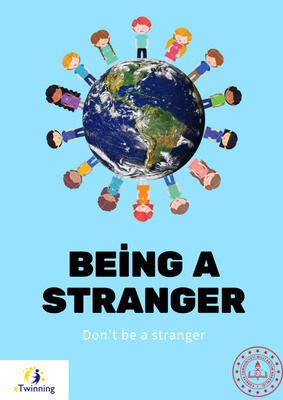 BEİNG A
STRANGER
Don't be a stranger
eTwinning